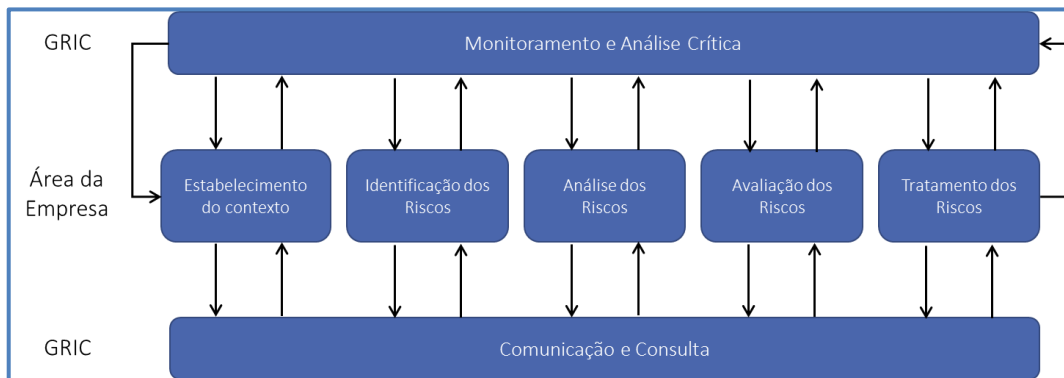 GRIC
Monitoramento e Análise Crítica
Área da
Empresa
Estabelecimento
do contexto
Identificação dos
Riscos
Análise dos
Riscos
Avaliação dos
Riscos
Tratamento dos
Riscos
GRIC
Comunicação e Consulta